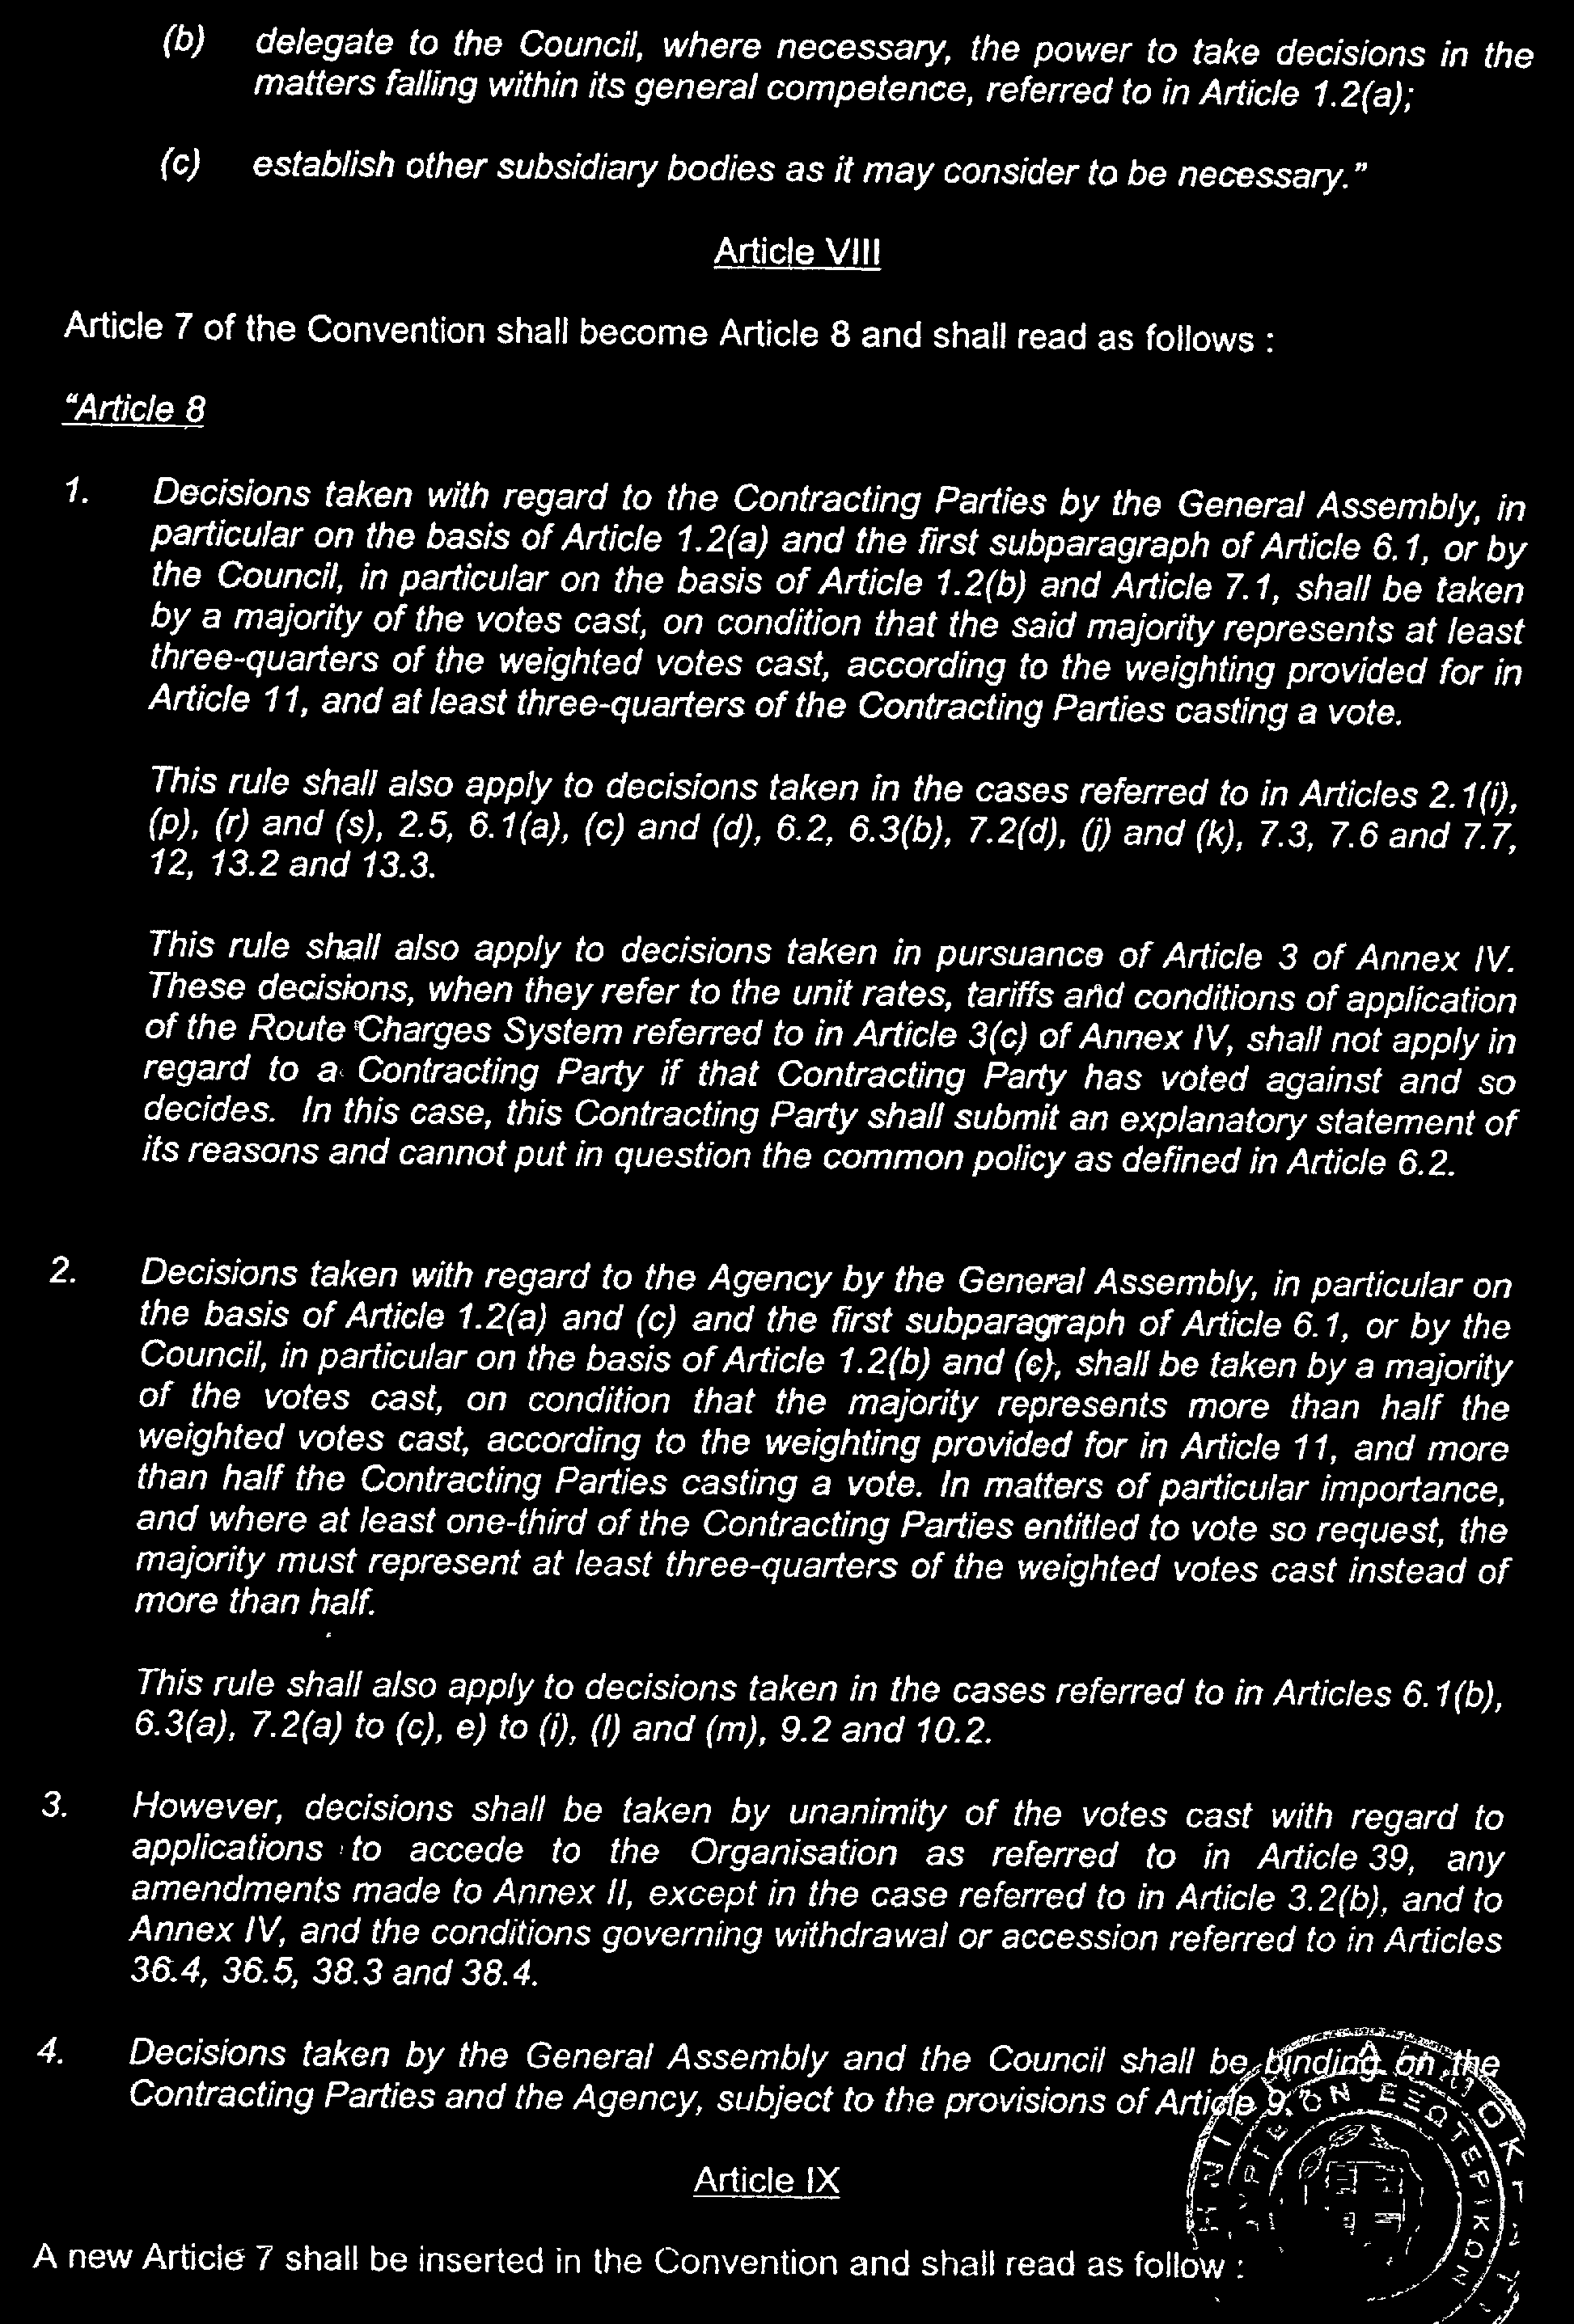 (b) delegate to the Council, where necessary, the power to take decisions in the
matters falling within its general competence, referred to in Article 1.2(a);
(c) establish other subsidiary bodies as it may consider to be necessary."
Article VIII
Article 7 of the Convention shall become Article 8 and shall read as follows :
"Article 8
1. Decisions taken with regard to the Contracting Parties by the General Assembly, in
particular on the basis of Article 1.2(a) and the first subparagraph of Article 6.1, or by
the Council, in particular on the basis of Article 1.2(b) and Article 7.1, shall be taken
by a majority of the votes cast, on condition that the said majority represents at least
three-quarters of the weighted votes cast, according to the weighting provided for in
Article 11, and at least three-quarters of the Contracting Parties casting a vote.
This rule shall also apply to decisions taken in the cases referred to in Articles 2.1(i),
(p), (r) and (s), 2.5, 6.1(a), (c) and (d), 6.2, 6.3(b), 7.2(d), (j) and (k), 7.3, 7.6 and 7.7,
12, 13.2 and 13.3.
This rule shall also apply to decisions taken in pursuance of Article 3 of Annex IV.
These decisions, when they refer to the unit rates, tariffs and conditions of application
of the Route Charges System referred to in Article 3(c) of Annex IV, shall not apply in
regard to a Contracting Party if that Contracting Party has voted against and so
decides. In this case, this Contracting Party shall submit an explanatory statement of
its reasons and cannot put in question the common policy as defined in Article 6.2.
2. Decisions taken with regard to the Agency by the General Assembly, in particular on
the basis of Article 1.2(a) and (c) and the first subparagraph of Article 6.1, or by the
Council, in particular on the basis of Article 1.2(b) and (c), shall be taken by a majority
of the votes cast, on condition that the majority represents more than half the
weighted votes cast, according to the weighting provided for in Article 11, and more
than half the Contracting Parties casting a vote. In matters of particular importance,
and where at least one-third of the Contracting Parties entitled to vote so request, the
majority must represent at least three-quarters of the weighted votes cast instead of
more than half.
This rule shall also apply to decisions taken in the cases referred to in Articles 6.1(b),
6.3(a), 7.2(a) to (c), e) to (i), (l) and (m), 9.2 and 10.2.
3. However, decisions shall be taken by unanimity of the votes cast with regard to
applications to accede to the Organisation as referred to in Article 39, any
amendments made to Annex II, except in the case referred to in Article 3.2(b), and to
Annex IV, and the conditions governing withdrawal or accession referred to in Articles
36.4, 36.5, 38.3 and 38.4.
4. Decisions taken by the General Assembly and the Council shall be binding on the
Contracting Parties and the Agency, subject to the provisions of Article 9."
ΕΞΩΤΕΡΙΚΩΝ
Article IX
A new Article 7 shall be inserted in the Convention and shall read as follow :